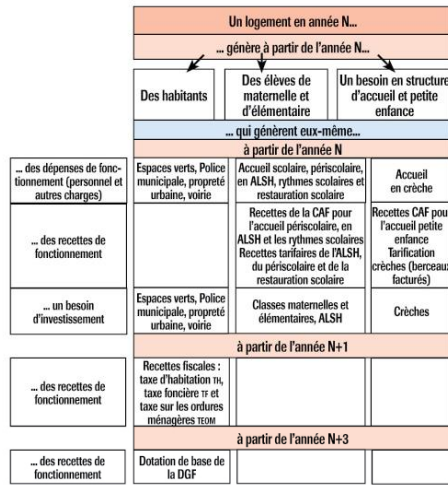 Un logement en année N...
... génère à partir de l'année N...
Des habitants
Des élèves de
maternelle et
d'élémentaire
Un besoin en structure
d'accueil et petite
enfance
... qui génèrent eux-même...
à partir de l'année N
... des dépenses de fonc-
tionnement (personnel et
autres charges)
Espaces verts, Police
municipale, propreté
urbaine, voirie
Accueil scolaire, périscolaire,
en ALSH, rythmes scolaires et
restauration scolaire
Accueil
en crèche
... des recettes de
fonctionnement
Recettes de la CAF pour
l'accueil périscolaire, en
ALSH et les rythmes scolaires
Recettes tarifaires de l'ALSH,
du périscolaire et de la
restauration scolaire
Recettes CAF pour
l'accueil petite
enfance
Tarification
crèches (berceaux
facturés)
... un besoin
d'investissement
Espaces verts, Police
municipale, propreté
urbaine, voirie
Classes maternelles et
élémentaires, ALSH
Crèches
à partir de l'année N+1
... des recettes de
fonctionnement
Recettes fiscales :
taxe d'habitation TH,
taxe foncière TF et
taxe sur les ordures
ménagères TEOM
à partir de l'année N+3
... des recettes de
fonctionnement
Dotation de base de
la DGF